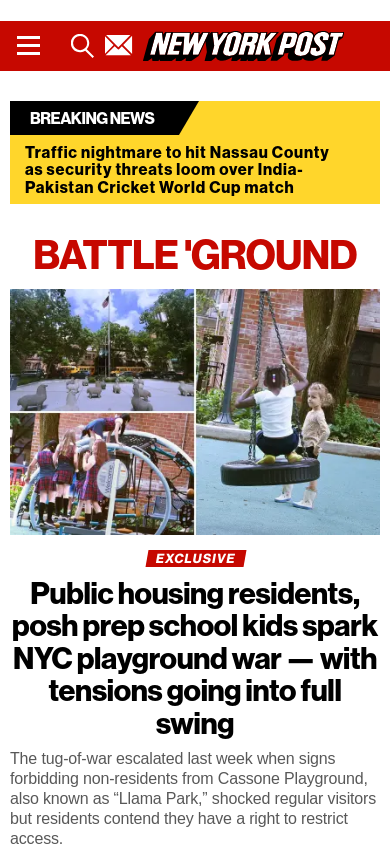 NEW YORK POST
BREAKING NEWS
Traffic nightmare to hit Nassau County
as security threats loom over India-
Pakistan Cricket World Cup match
BATTLE 'GROUND
EXCLUSIVE
Public housing residents,
posh prep school kids spark
NYC playground war — with
tensions going into full
swing
The tug-of-war escalated last week when signs
forbidding non-residents from Cassone Playground,
also known as “Llama Park,” shocked regular visitors
but residents contend they have a right to restrict
access.